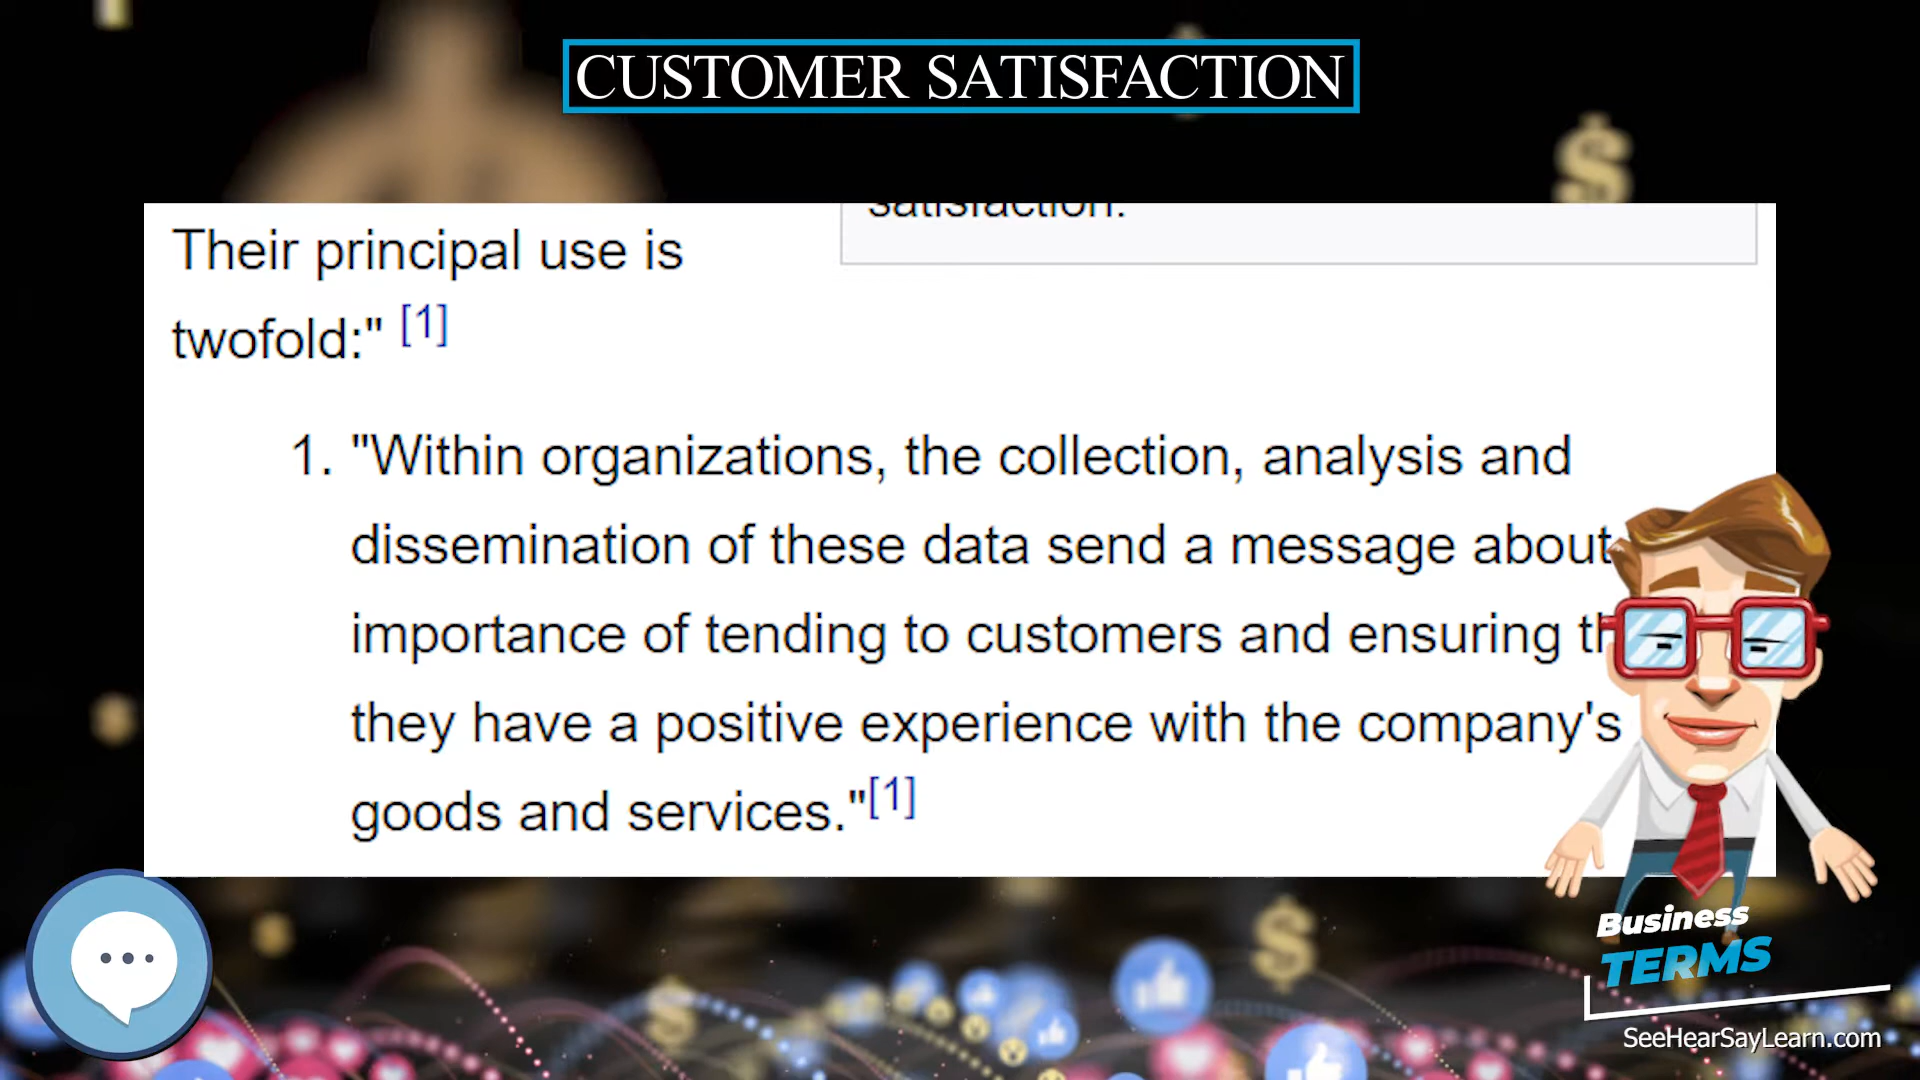 CUSTOMER SATISFACTION
satisfaction.
Their principal use is
twofold:" [1]
1. "Within organizations, the collection, analysis and
dissemination of these data send a message about
importance of tending to customers and ensuring
they have a positive experience with the company's
goods and services."[1]
Business
TERMS
SeeHearSayLearn.com